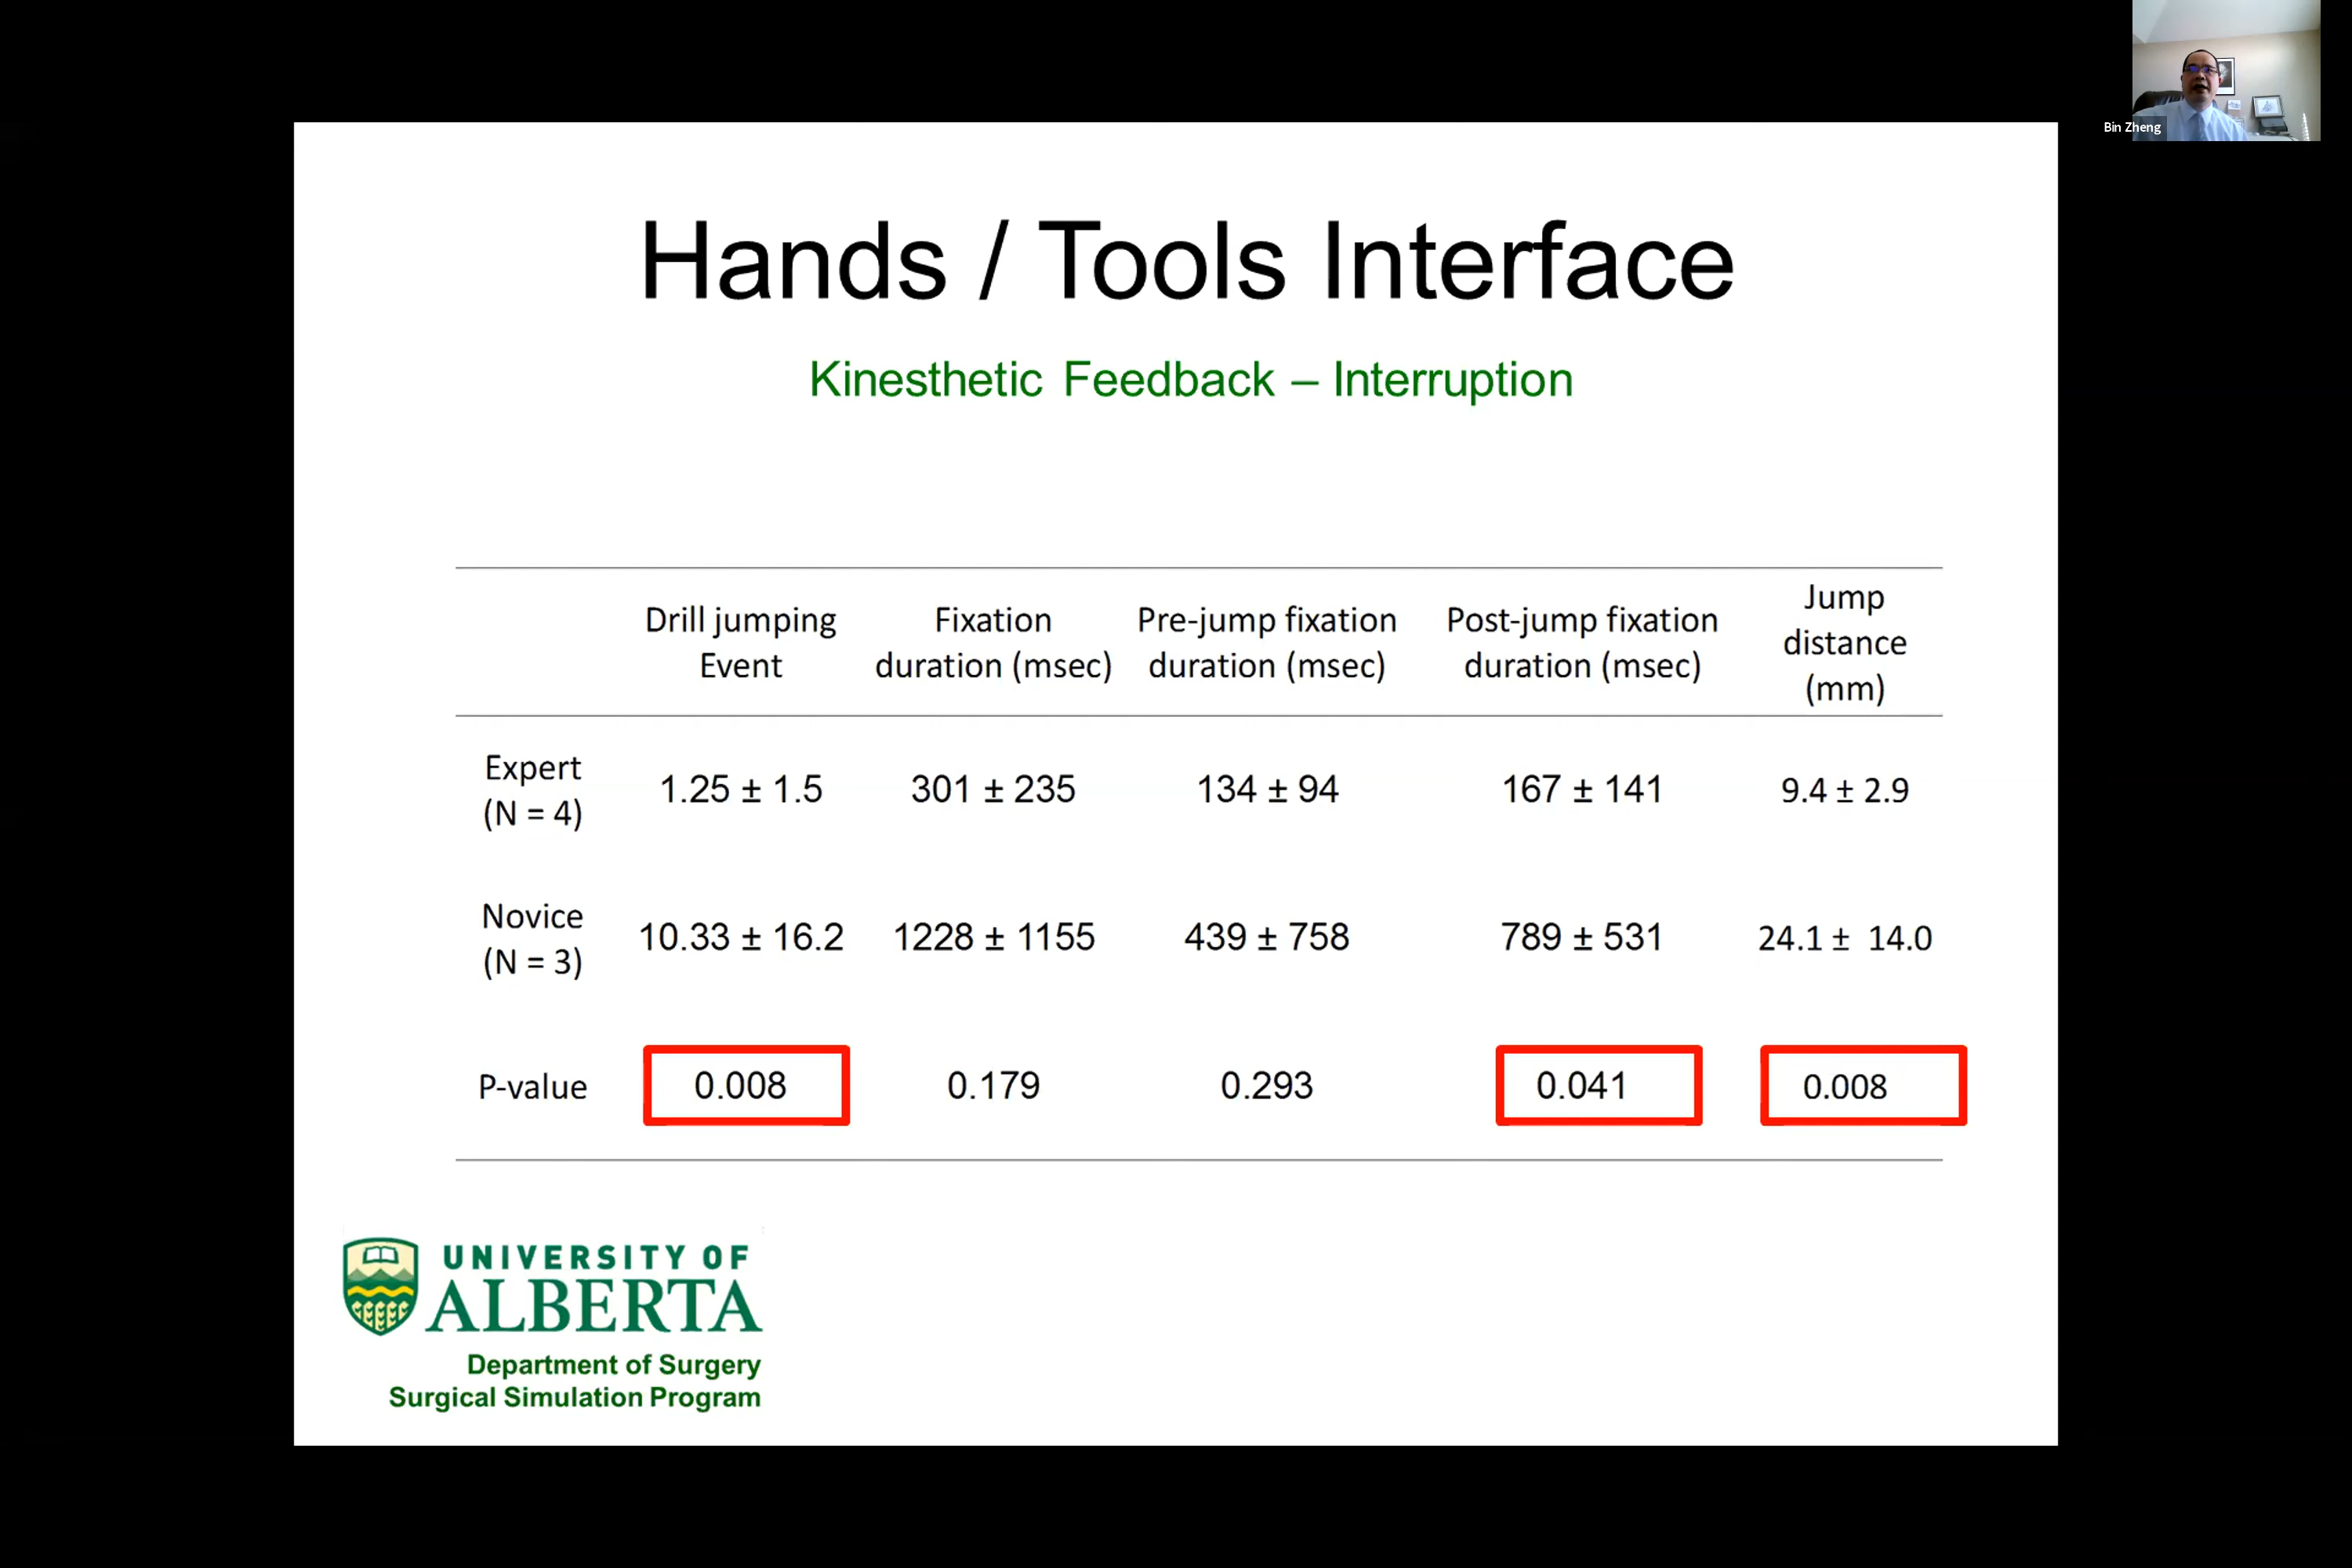 Bin Zheng
Hands / Tools Interface
Kinesthetic Feedback – Interruption
Drill jumping Event
Fixation duration (msec)
Pre-jump fixation duration (msec)
Post-jump fixation duration (msec)
Jump distance (mm)
Expert (N = 4)
1.25 ± 1.5
301 ± 235
134 ± 94
167 ± 141
9.4 ± 2.9
Novice (N = 3)
10.33 ± 16.2
1228 ± 1155
439 ± 758
789 ± 531
24.1 ± 14.0
P-value
0.008
0.179
0.293
0.041
0.008
UNIVERSITY OF
ALBERTA
Department of Surgery
Surgical Simulation Program